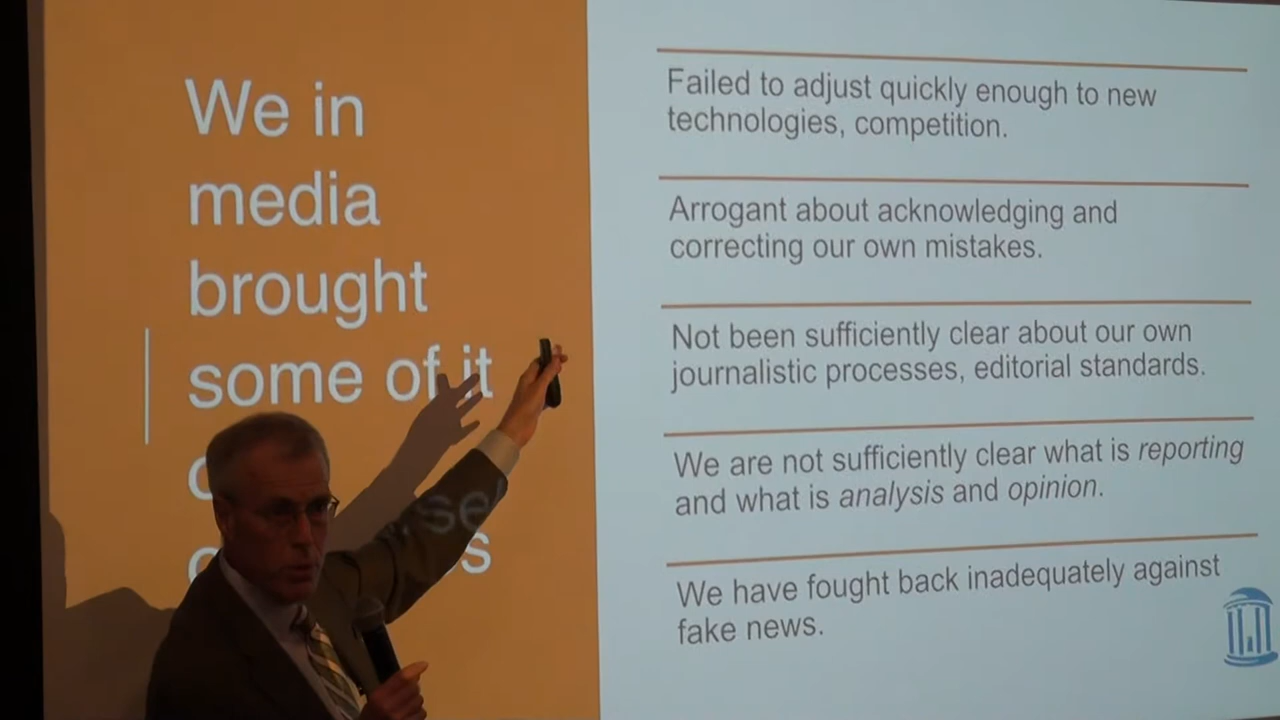 We in
media
brought
some of it
Failed to adjust quickly enough to new
technologies, competition.
Arrogant about acknowledging and
correcting our own mistakes.
Not been sufficiently clear about our own
journalistic processes, editorial standards.
We are not sufficiently clear what is reporting
and what is analysis and opinion.
We have fought back inadequately against
fake news.